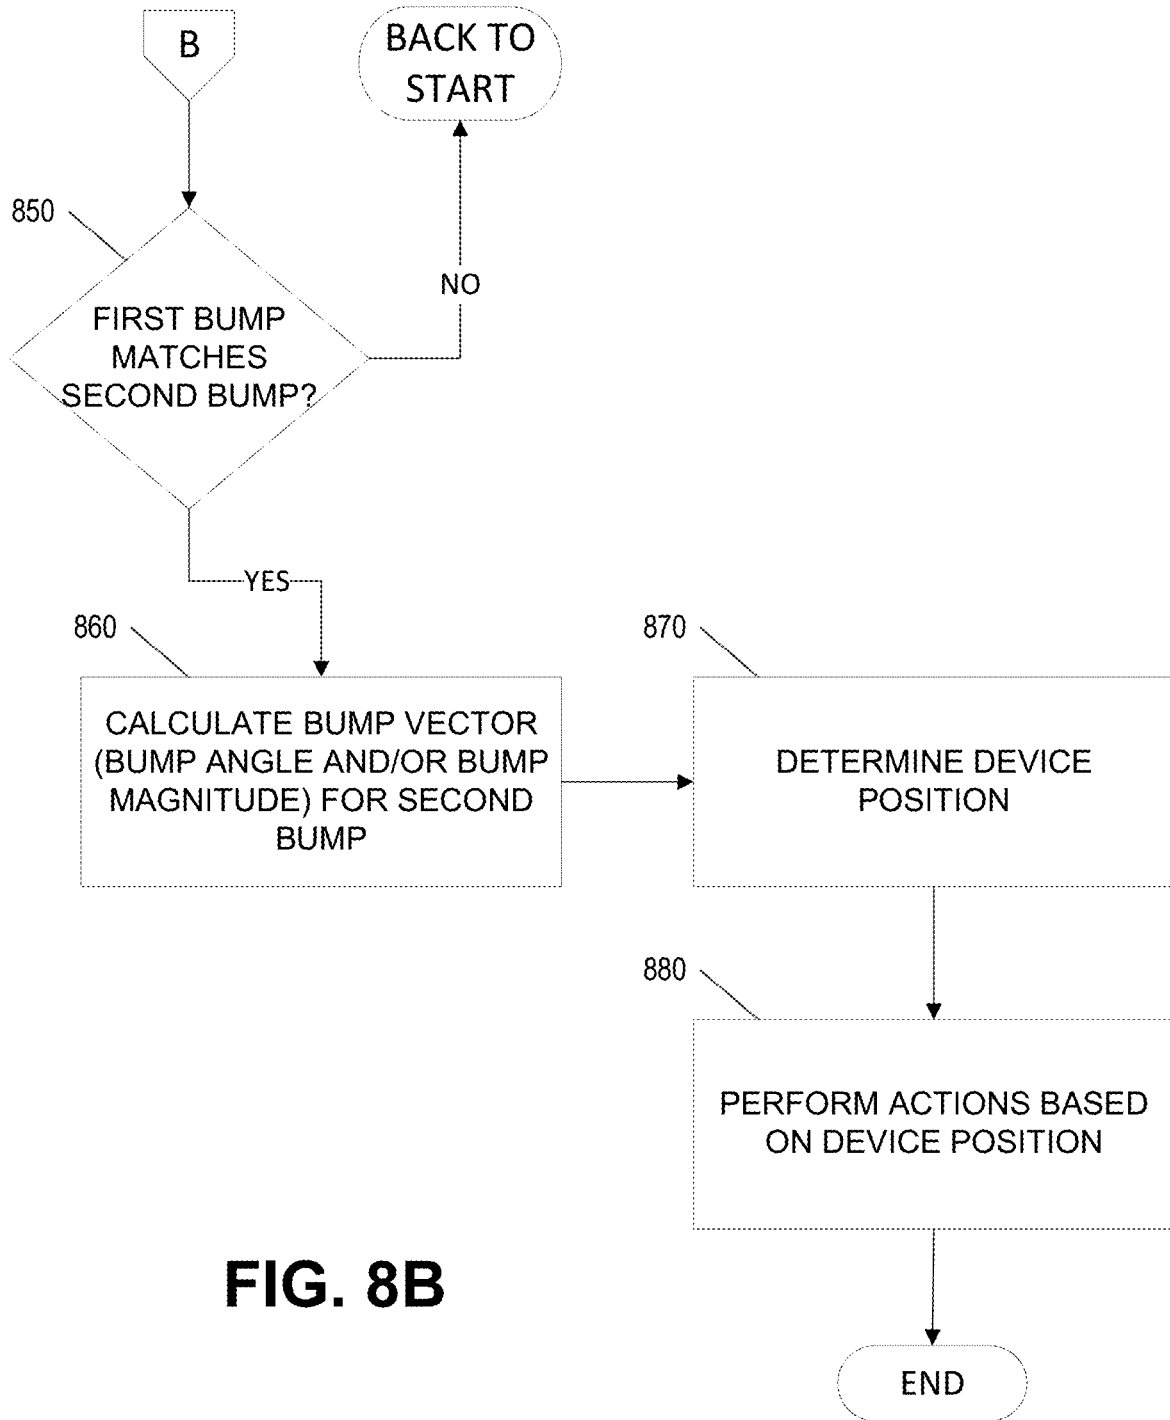 B
BACK TO
START
850
FIRST BUMP
MATCHES
SECOND BUMP?
NO
YES
860
CALCULATE BUMP VECTOR
(BUMP ANGLE AND/OR BUMP
MAGNITUDE) FOR SECOND
BUMP
870
DETERMINE DEVICE
POSITION
880
PERFORM ACTIONS BASED
ON DEVICE POSITION
END
FIG. 8B